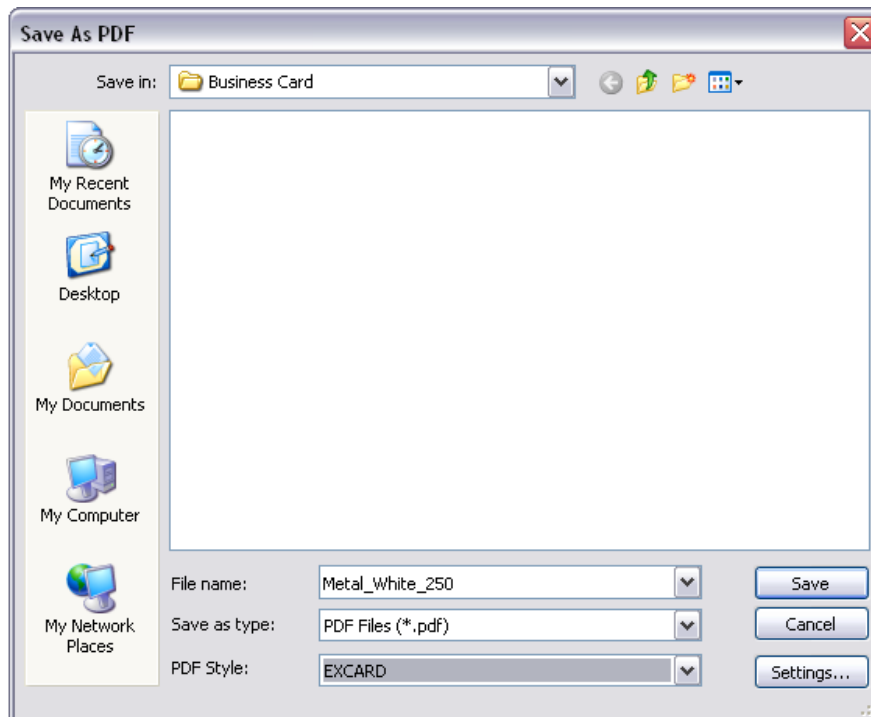 Save As PDF
Save in:
Business Card
My Recent
Documents
Desktop
My Documents
My Computer
My Network
Places
File name:
Metal_White_250
Save
Save as type:
PDF Files (*.pdf)
Cancel
PDF Style:
EXCARD
Settings...